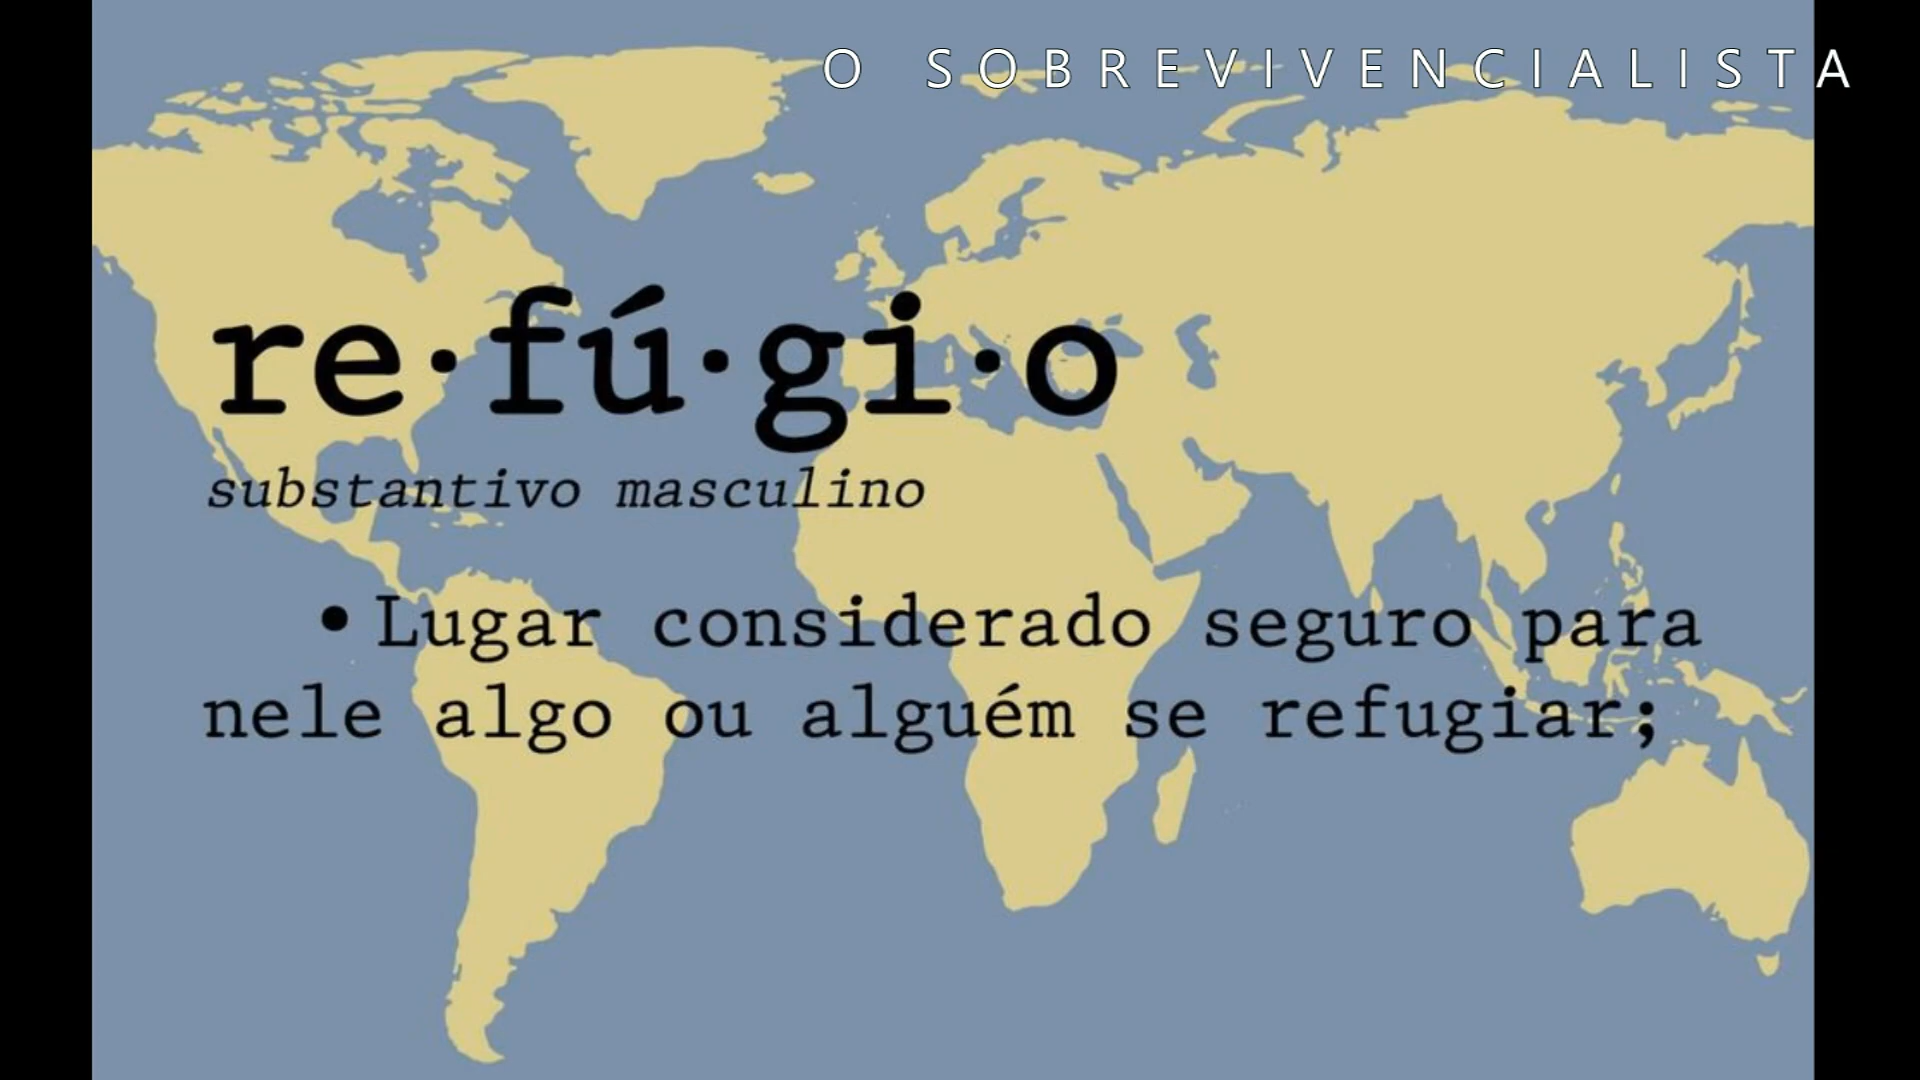 O SOBREVIVENCIALISTA
re·fú·gi·o
substantivo masculino
• Lugar considerado seguro para
nele algo ou alguém se refugiar;